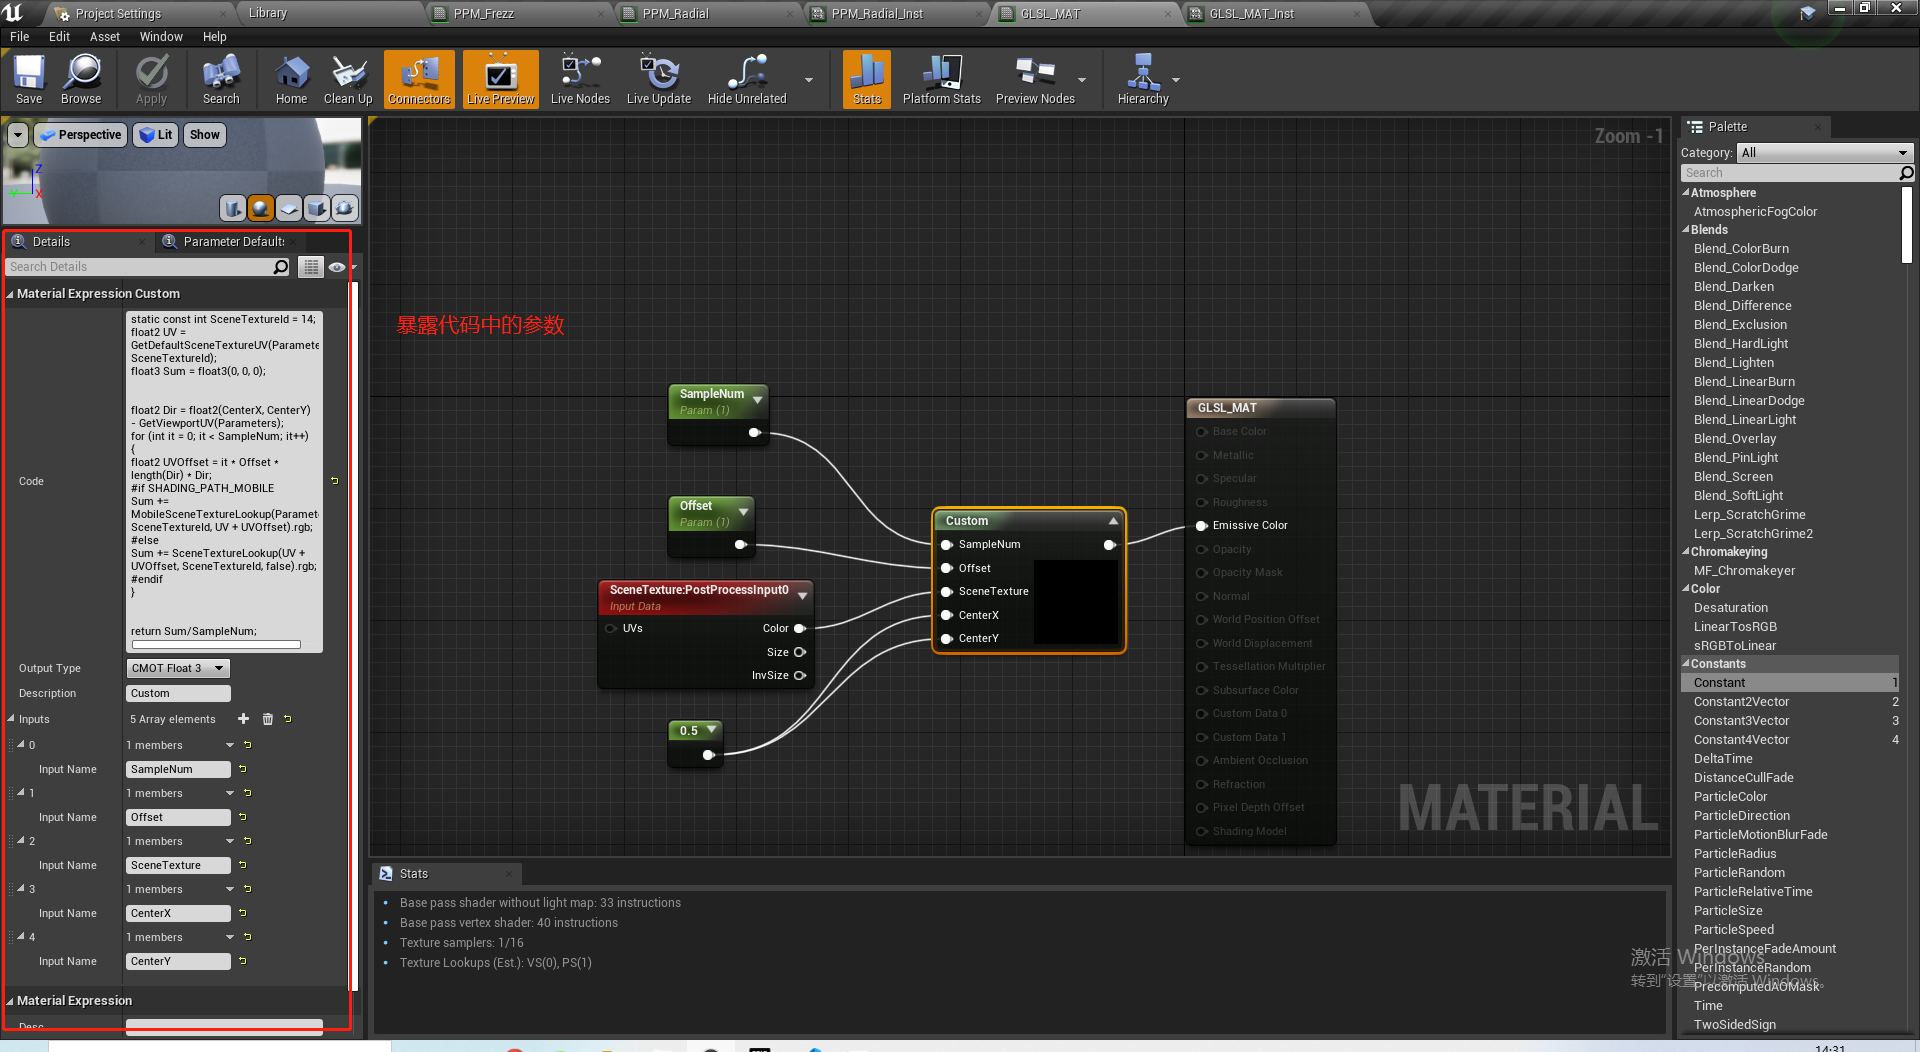 Project Settings
Library
PPM_Frezz
PPM_Radial
PPM_Radial_Inst
GLSL_MAT
GLSL_MAT_Inst
File Edit Asset Window Help
Save
Browse
Apply
Search
Home
Clean Up
Connectors
Live Preview
Live Nodes
Live Update
Hide Unrelated
Stats
Platform Stats
Preview Nodes
Hierarchy
Perspective
Lit
Show
Z
Y
X
Details
Parameter Defaults
Search Details
Material Expression Custom
Code
static const int SceneTextureId = 14;
float2 UV =
GetDefaultSceneTextureUV(Paramete
SceneTextureId);
float3 Sum = float3(0, 0, 0);
float2 Dir = float2(CenterX, CenterY)
- GetViewportUV(Parameters);
for (int it = 0; it < SampleNum; it++)
{
float2 UVOffset = it * Offset *
length(Dir) * Dir;
#if SHADING_PATH_MOBILE
Sum +=
MobileSceneTextureLookup(Paramet
SceneTextureId, UV + UVOffset).rgb;
#else
Sum += SceneTextureLookup(UV +
UVOffset, SceneTextureId, false).rgb;
#endif
}
return Sum/SampleNum;
Output Type
CMOT Float 3
Description
Custom
Inputs
5 Array elements
0
1 members
Input Name
SampleNum
1
1 members
Input Name
Offset
2
1 members
Input Name
SceneTexture
3
1 members
Input Name
CenterX
4
1 members
Input Name
CenterY
Material Expression
Desc
Zoom -1
暴露代码中的参数
SampleNum
Param (1)
Offset
Param (1)
SceneTexture:PostProcessInput0
Input Data
UVs
Color
Size
InvSize
0.5
Custom
SampleNum
Offset
SceneTexture
CenterX
CenterY
GLSL_MAT
Base Color
Metallic
Specular
Roughness
Emissive Color
Opacity
Opacity Mask
Normal
World Position Offset
World Displacement
Tessellation Multiplier
Subsurface Color
Custom Data 0
Custom Data 1
Ambient Occlusion
Refraction
Pixel Depth Offset
Shading Model
MATERIAL
Stats
Base pass shader without light map: 33 instructions
Base pass vertex shader: 40 instructions
Texture samplers: 1/16
Texture Lookups (Est.): VS(0), PS(1)
Palette
Category:
All
Search
Atmosphere
AtmosphericFogColor
Blends
Blend_ColorBurn
Blend_ColorDodge
Blend_Darken
Blend_Difference
Blend_Exclusion
Blend_HardLight
Blend_Lighten
Blend_LinearBurn
Blend_LinearDodge
Blend_LinearLight
Blend_Overlay
Blend_PinLight
Blend_Screen
Blend_SoftLight
Lerp_ScratchGrime
Lerp_ScratchGrime2
Chromakeying
MF_Chromakeyer
Color
Desaturation
LinearTosRGB
sRGBToLinear
Constants
Constant 1
Constant2Vector 2
Constant3Vector 3
Constant4Vector 4
DeltaTime
DistanceCullFade
ParticleColor
ParticleDirection
ParticleMotionBlurFade
ParticleRadius
ParticleRandom
ParticleRelativeTime
ParticleSize
ParticleSpeed
PerInstanceFadeAmount
PerInstanceRandom
PrecomputedAOMask
Time
TwoSidedSign
激活 Windows
转到"设置"以激活 Windows。
14:31